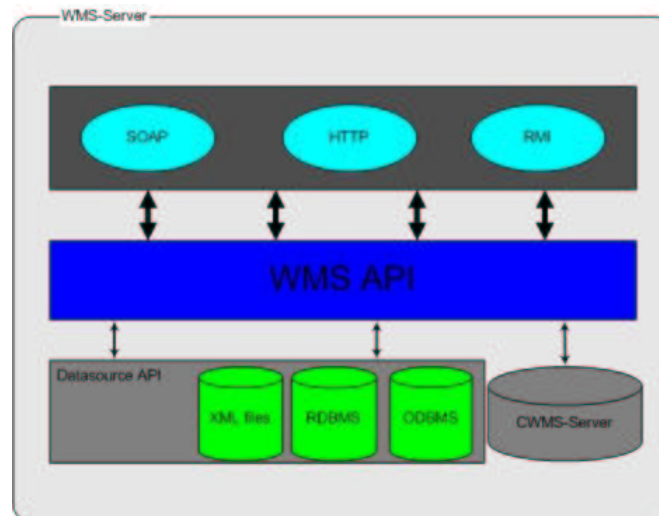 WMS-Server
SOAP HTTP RMI
WMS API
Datasource API
XML files RDBMS ODBMS
CWMS-Server